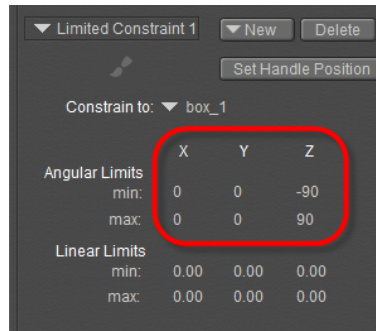 Limited Constraint 1 New Delete
Set Handle Position
Constrain to: box_1
X Y Z
Angular Limits
min: 0 0 -90
max: 0 0 90
Linear Limits
min: 0.00 0.00 0.00
max: 0.00 0.00 0.00